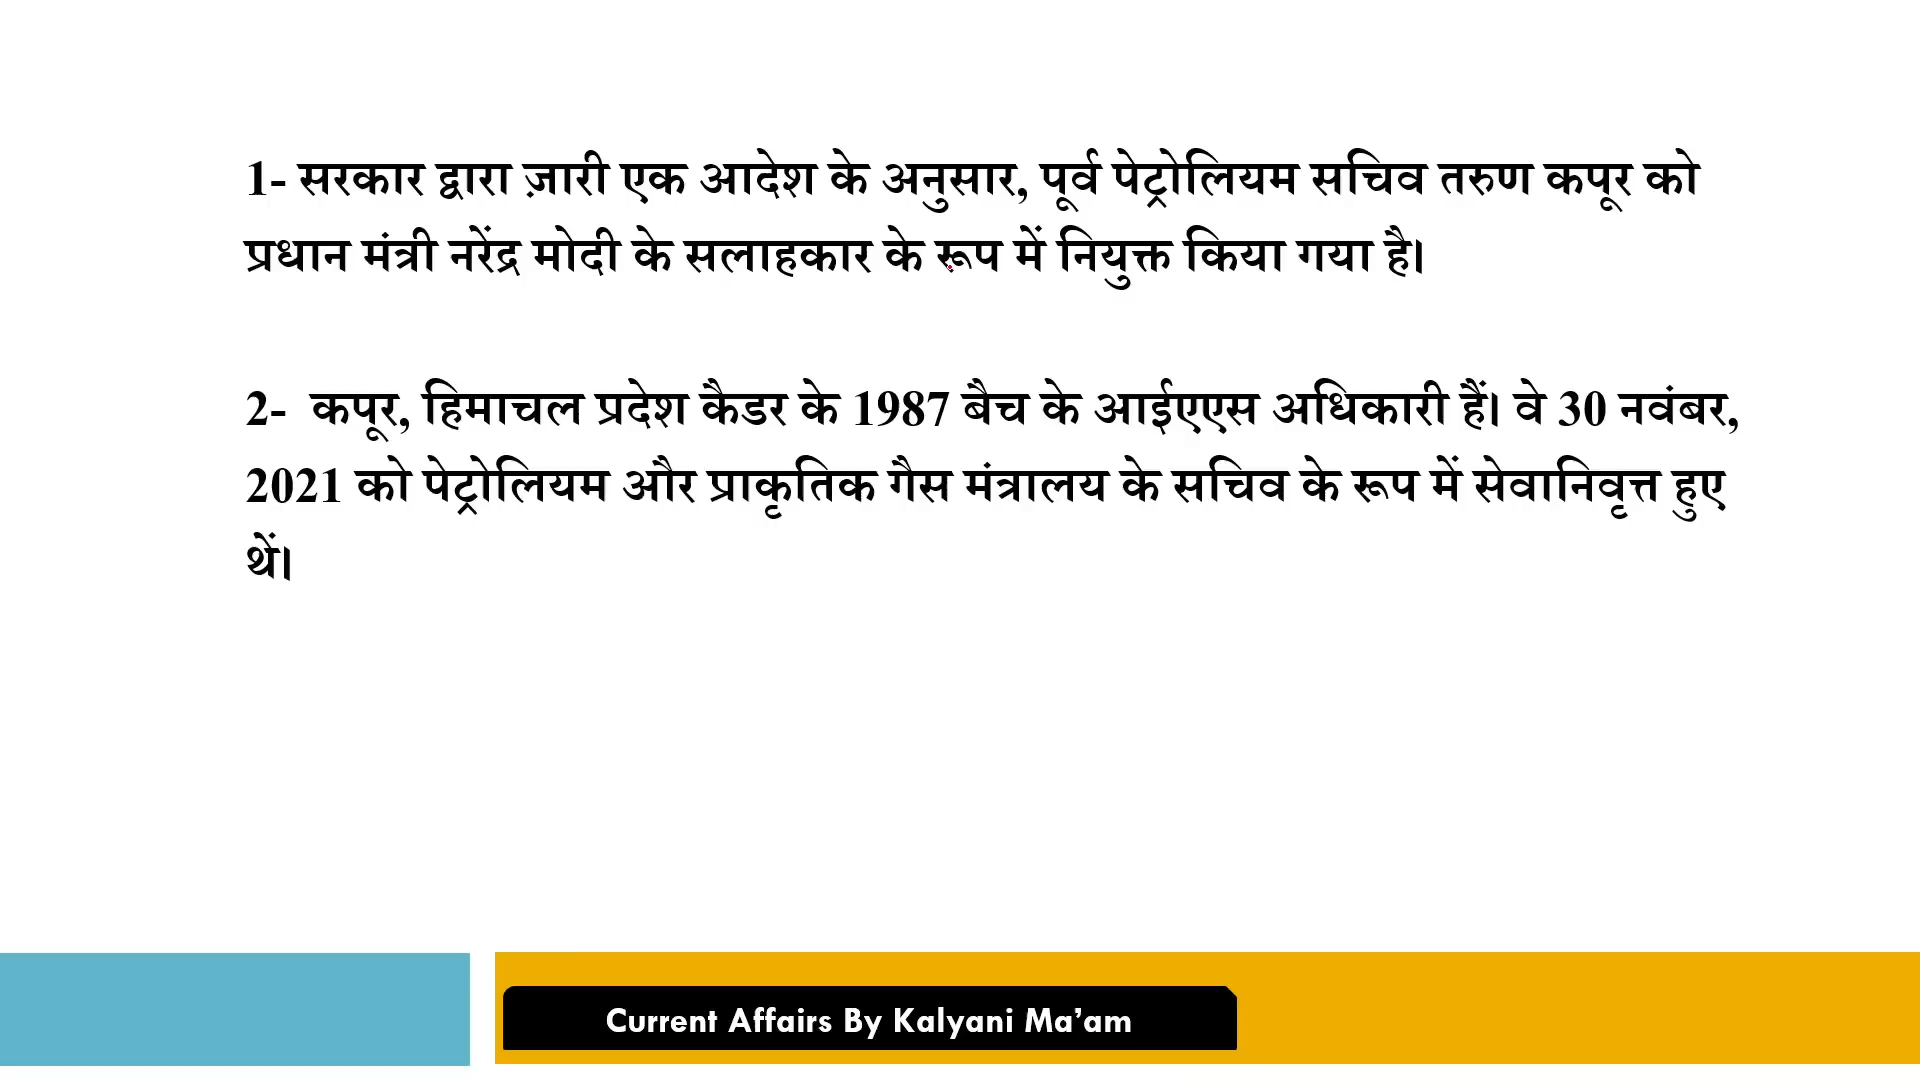 1- सरकार द्वारा ज़ारी एक आदेश के अनुसार, पूर्व पेट्रोलियम सचिव तरुण कपूर को
प्रधान मंत्री नरेंद्र मोदी के सलाहकार के रूप में नियुक्त किया गया है।
2- कपूर, हिमाचल प्रदेश कैडर के 1987 बैच के आईएएस अधिकारी हैं। वे 30 नवंबर,
2021 को पेट्रोलियम और प्राकृतिक गैस मंत्रालय के सचिव के रूप में सेवानिवृत्त हुए
थें।
Current Affairs By Kalyani Ma’am